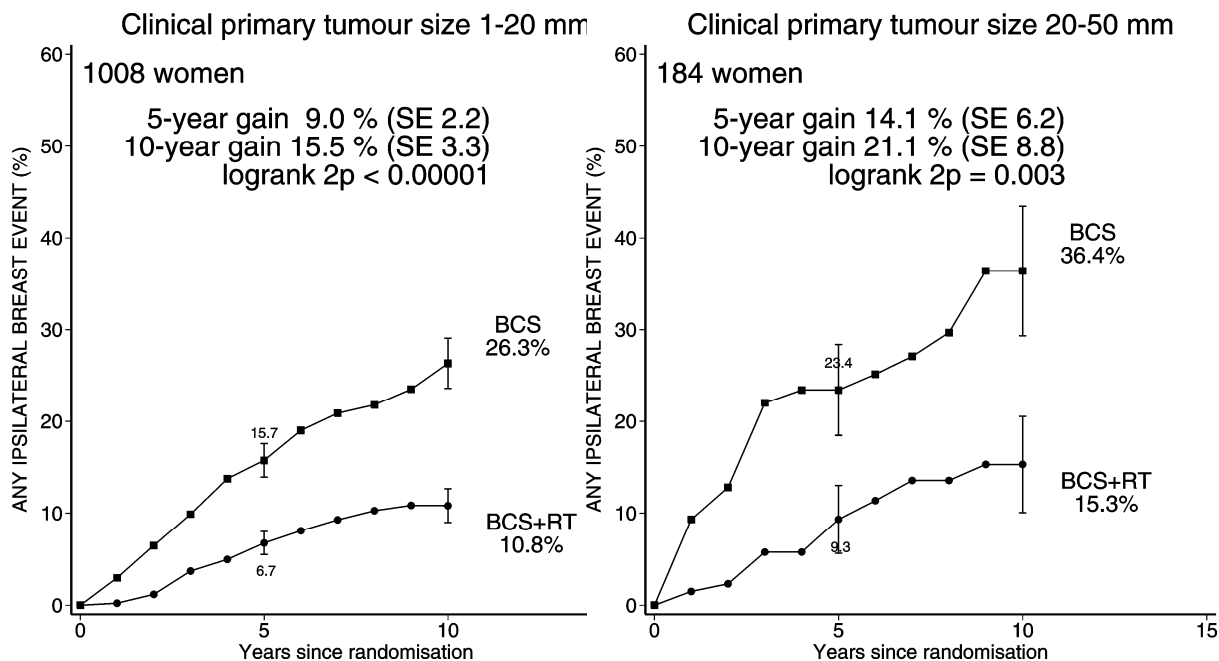 Clinical primary tumour size 1-20 mm
1008 women
5-year gain 9.0 % (SE 2.2)
10-year gain 15.5 % (SE 3.3)
logrank 2p < 0.00001
ANY IPSILATERAL BREAST EVENT (%)
60
50
40
30
20
10
0
BCS
26.3%
15.7
BCS+RT
10.8%
6.7
0 5 10
Years since randomisation
Clinical primary tumour size 20-50 mm
184 women
5-year gain 14.1 % (SE 6.2)
10-year gain 21.1 % (SE 8.8)
logrank 2p = 0.003
ANY IPSILATERAL BREAST EVENT (%)
60
50
40
30
20
10
0
BCS
36.4%
23.4
BCS+RT
15.3%
9.3
0 5 10 15
Years since randomisation